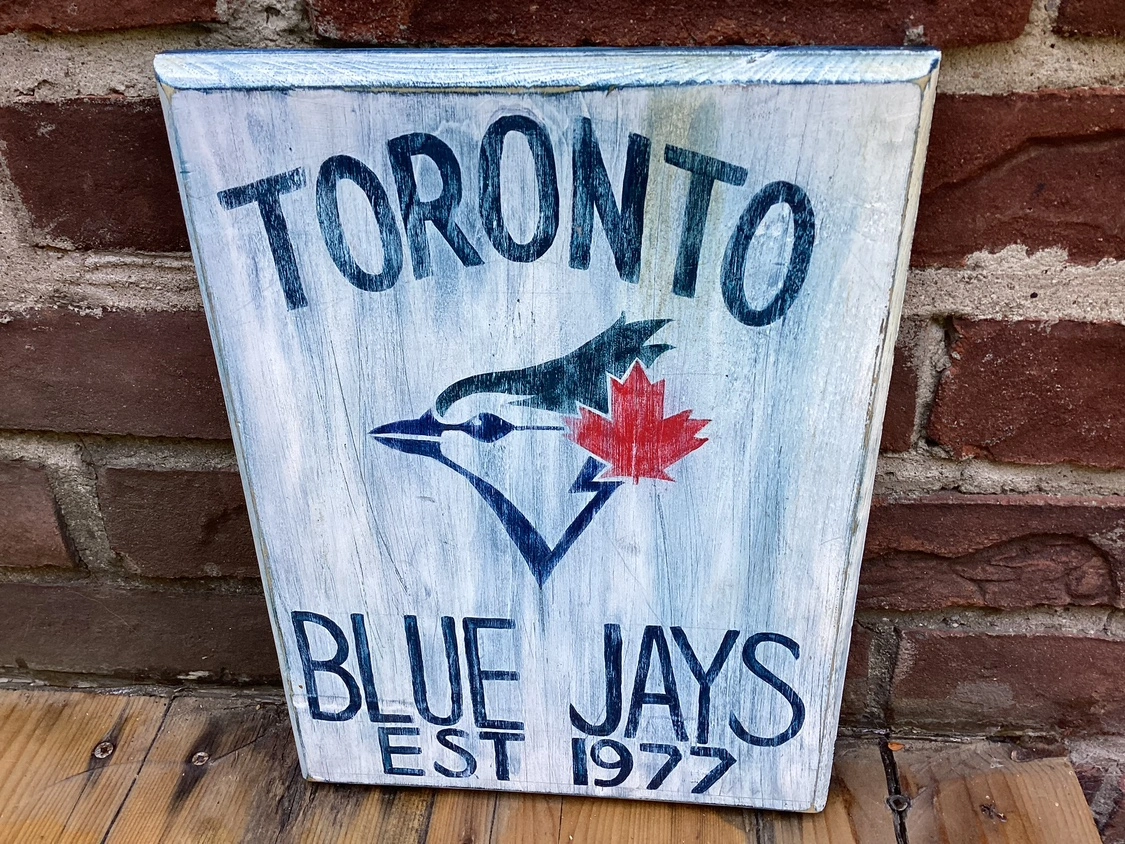 TORONTO
BLUE JAYS
EST 1977